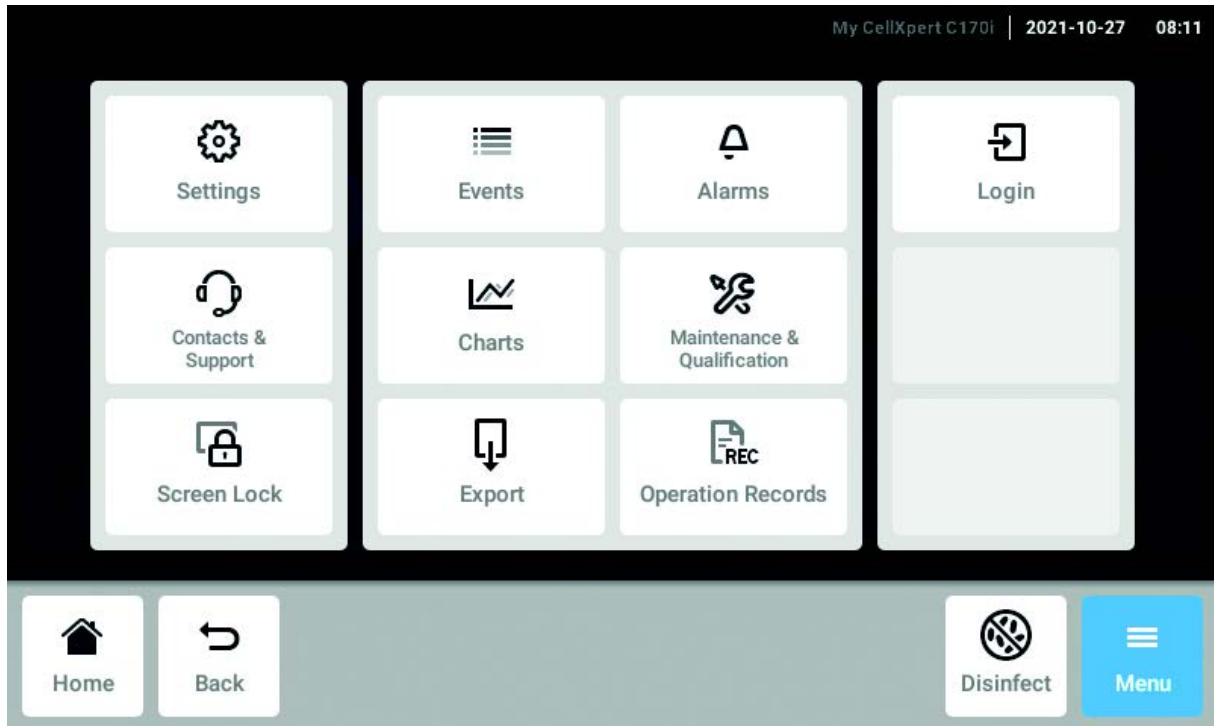 My CellXpert C170i | 2021-10-27 08:11
Settings
Events
Alarms
Login
Contacts &
Support
Charts
Maintenance &
Qualification
Screen Lock
Export
REC
Operation Records
Home
Back
Disinfect
Menu